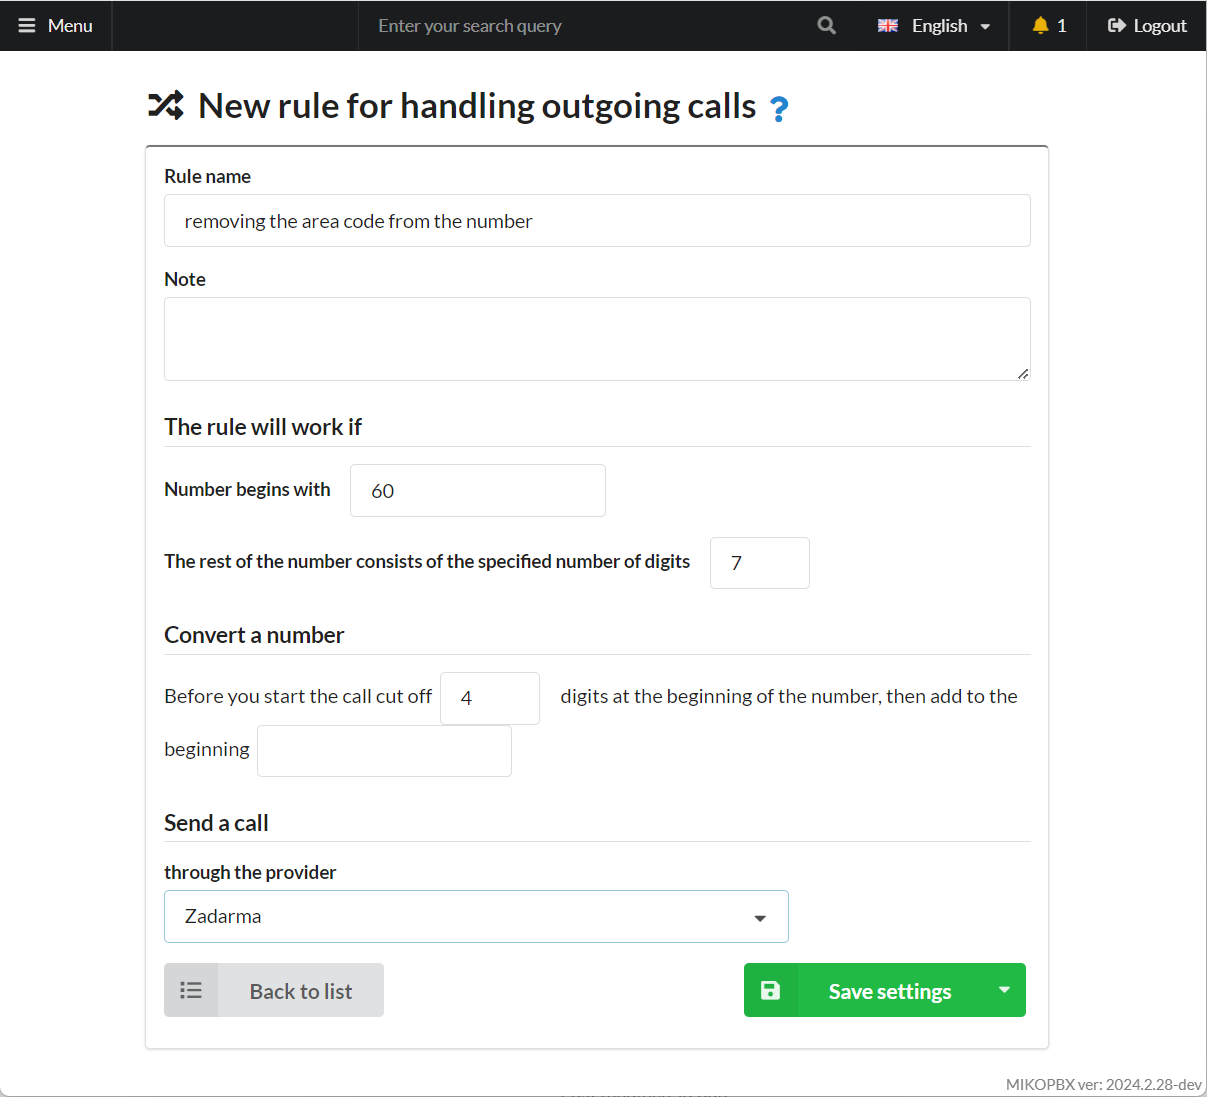 Menu Enter your search query English 1 Logout
New rule for handling outgoing calls ?
Rule name
removing the area code from the number
Note
The rule will work if
Number begins with 60
The rest of the number consists of the specified number of digits 7
Convert a number
Before you start the call cut off 4 digits at the beginning of the number, then add to the
beginning
Send a call
through the provider
Zadarma
Back to list Save settings
MIKOPBX ver: 2024.2.28-dev